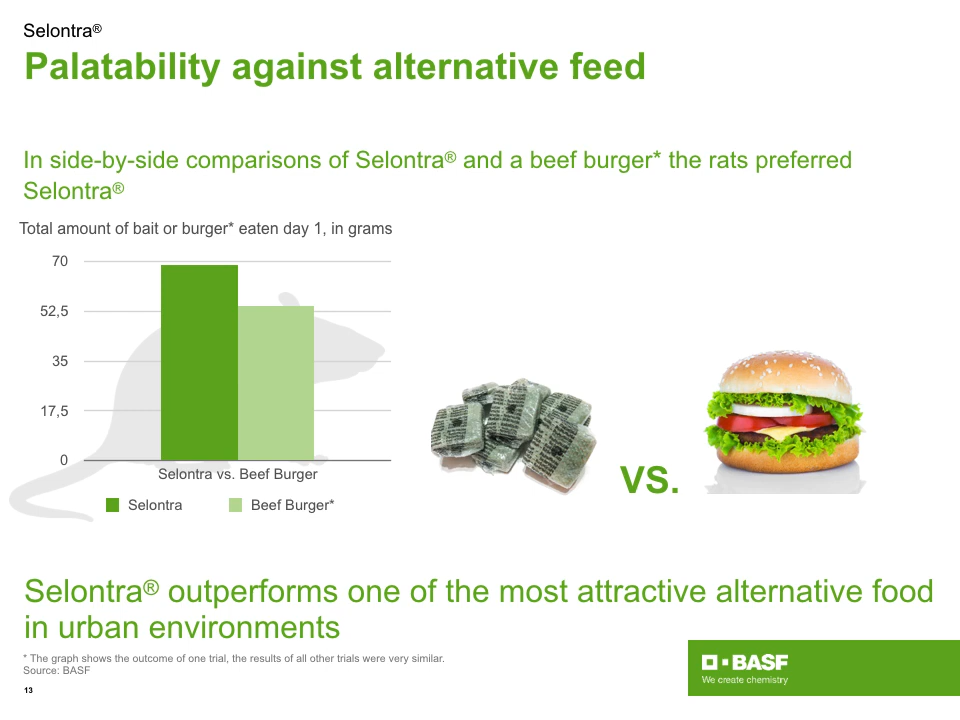 Selontra®
Palatability against alternative feed
In side-by-side comparisons of Selontra® and a beef burger* the rats preferred
Selontra®
Total amount of bait or burger* eaten day 1, in grams
70
52,5
35
17,5
0
Selontra vs. Beef Burger
Selontra
Beef Burger*
VS.
Selontra® outperforms one of the most attractive alternative food
in urban environments
* The graph shows the outcome of one trial, the results of all other trials were very similar.
Source: BASF
13
BASF
We create chemistry